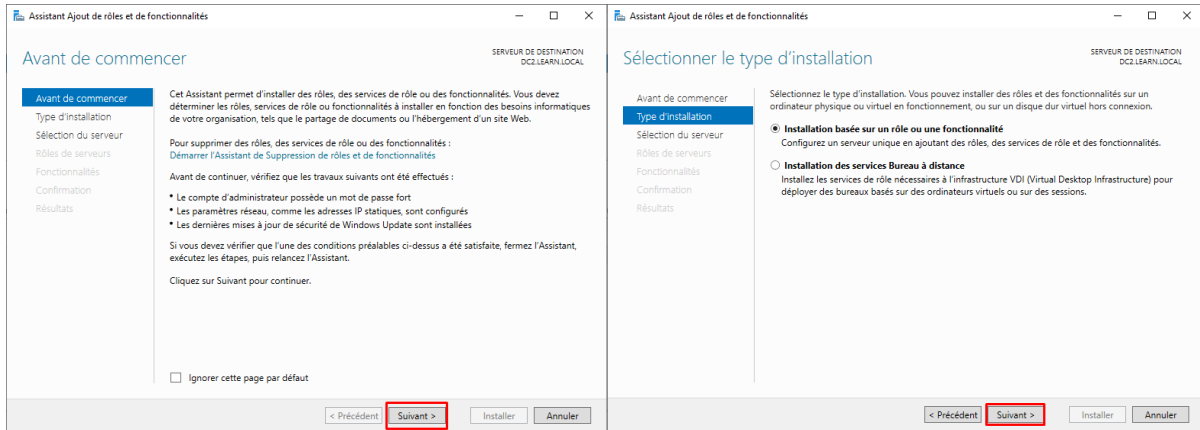 Assistant Ajout de rôles et de fonctionnalités
Avant de commencer
SERVEUR DE DESTINATION
DC2.LEARN.LOCAL
Avant de commencer
Type d'installation
Sélection du serveur
Rôles de serveurs
Fonctionnalités
Confirmation
Résultats
Cet Assistant permet d'installer des rôles, des services de rôle ou des fonctionnalités. Vous devez
déterminer les rôles, services de rôle ou fonctionnalités à installer en fonction des besoins informatiques
de votre organisation, tels que le partage de documents ou l'hébergement d'un site Web.
Pour supprimer des rôles, des services de rôle ou des fonctionnalités :
Démarrer l'Assistant de Suppression de rôles et de fonctionnalités
Avant de continuer, vérifiez que les travaux suivants ont été effectués :
• Le compte d'administrateur possède un mot de passe fort
• Les paramètres réseau, comme les adresses IP statiques, sont configurés
• Les dernières mises à jour de sécurité de Windows Update sont installées
Si vous devez vérifier que l'une des conditions préalables ci-dessus a été satisfaite, fermez l'Assistant,
exécutez les étapes, puis relancez l'Assistant.
Cliquez sur Suivant pour continuer.
Ignorer cette page par défaut
< Précédent
Suivant >
Installer
Annuler
Assistant Ajout de rôles et de fonctionnalités
Sélectionner le type d'installation
SERVEUR DE DESTINATION
DC2.LEARN.LOCAL
Avant de commencer
Type d'installation
Sélection du serveur
Rôles de serveurs
Fonctionnalités
Confirmation
Résultats
Sélectionnez le type d'installation. Vous pouvez installer des rôles et des fonctionnalités sur un
ordinateur physique ou virtuel en fonctionnement, ou sur un disque dur virtuel hors connexion.
Installation basée sur un rôle ou une fonctionnalité
Configurez un serveur unique en ajoutant des rôles, des services de rôle et des fonctionnalités.
Installation des services Bureau à distance
Installez les services de rôle nécessaires à l'infrastructure VDI (Virtual Desktop Infrastructure) pour
déployer des bureaux basés sur des ordinateurs virtuels ou sur des sessions.
< Précédent
Suivant >
Installer
Annuler